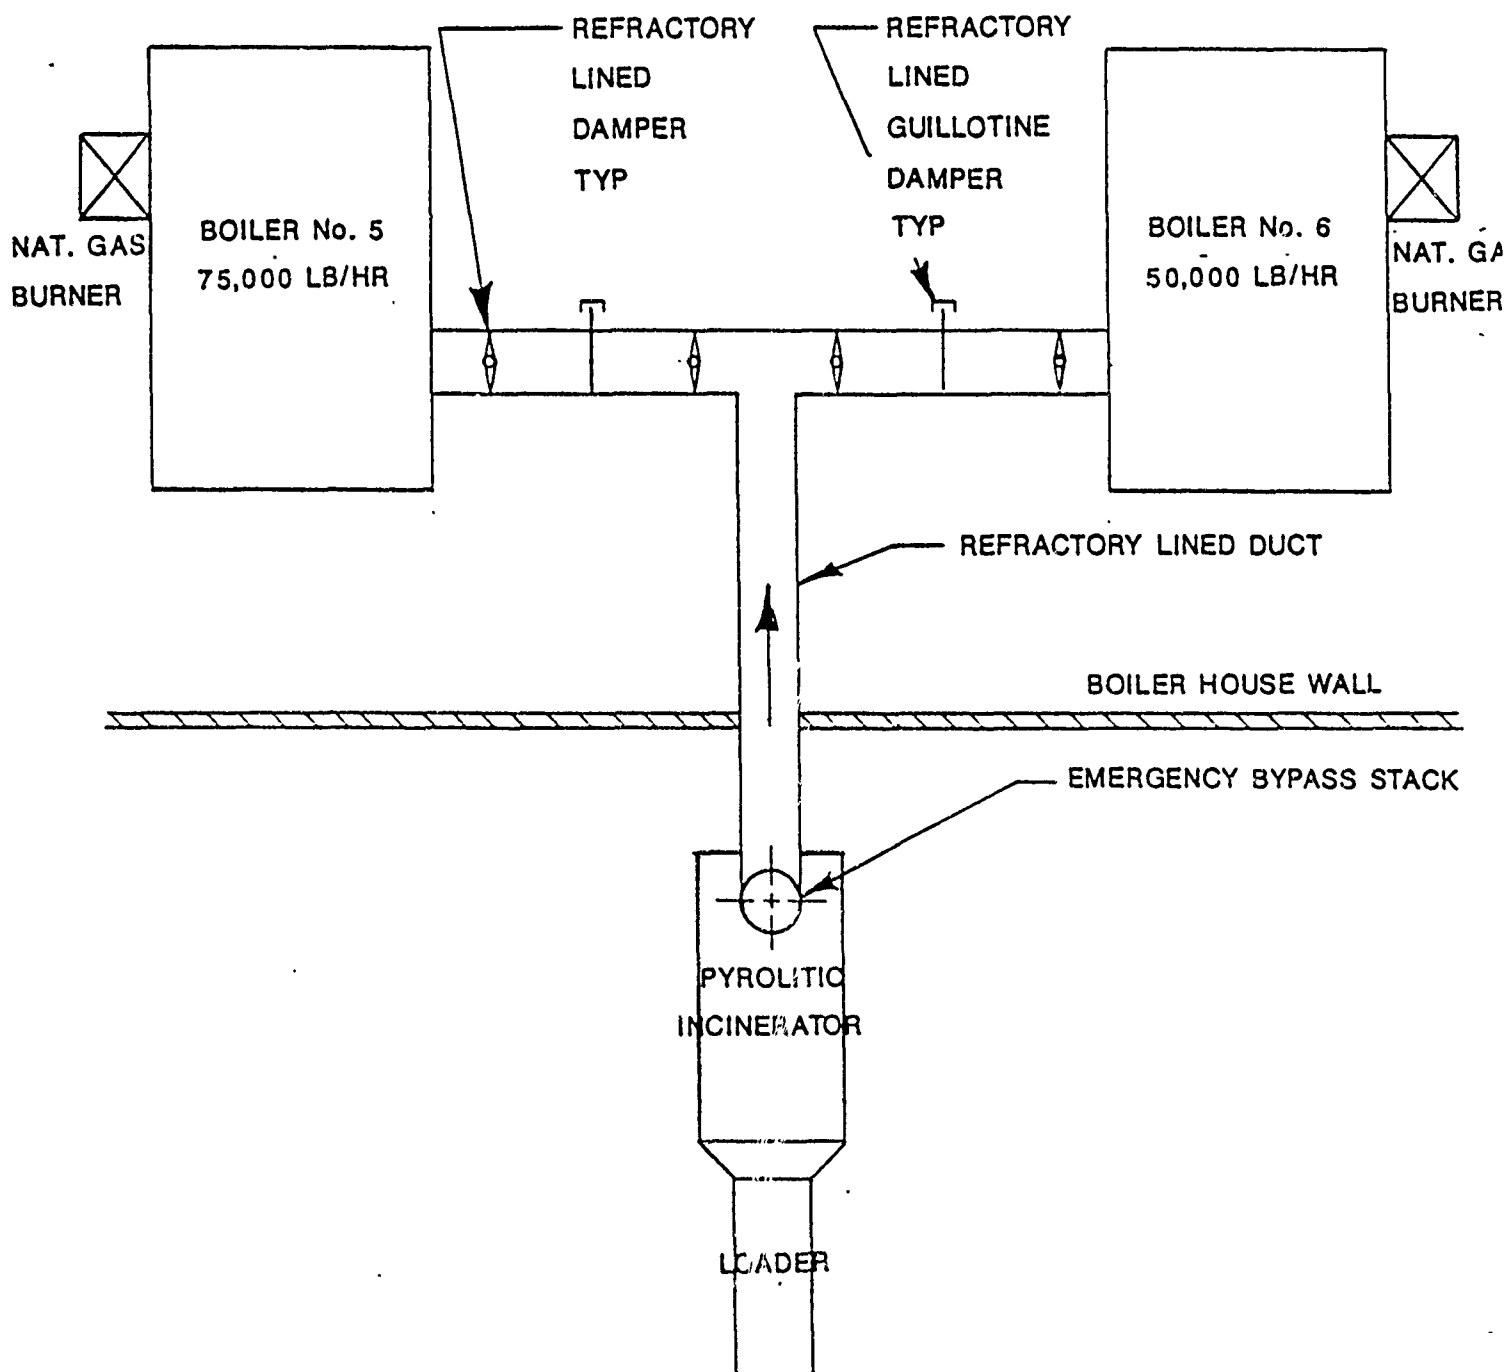 REFRACTORY
LINED
DAMPER
TYP
REFRACTORY
LINED
GUILLOTINE
DAMPER
TYP
BOILER No. 5
75,000 LB/HR
BOILER No. 6
50,000 LB/HR
NAT. GAS
BURNER
NAT. GA
BURNER
REFRACTORY LINED DUCT
BOILER HOUSE WALL
EMERGENCY BYPASS STACK
PYROLITIC
INCINERATOR
LOADER